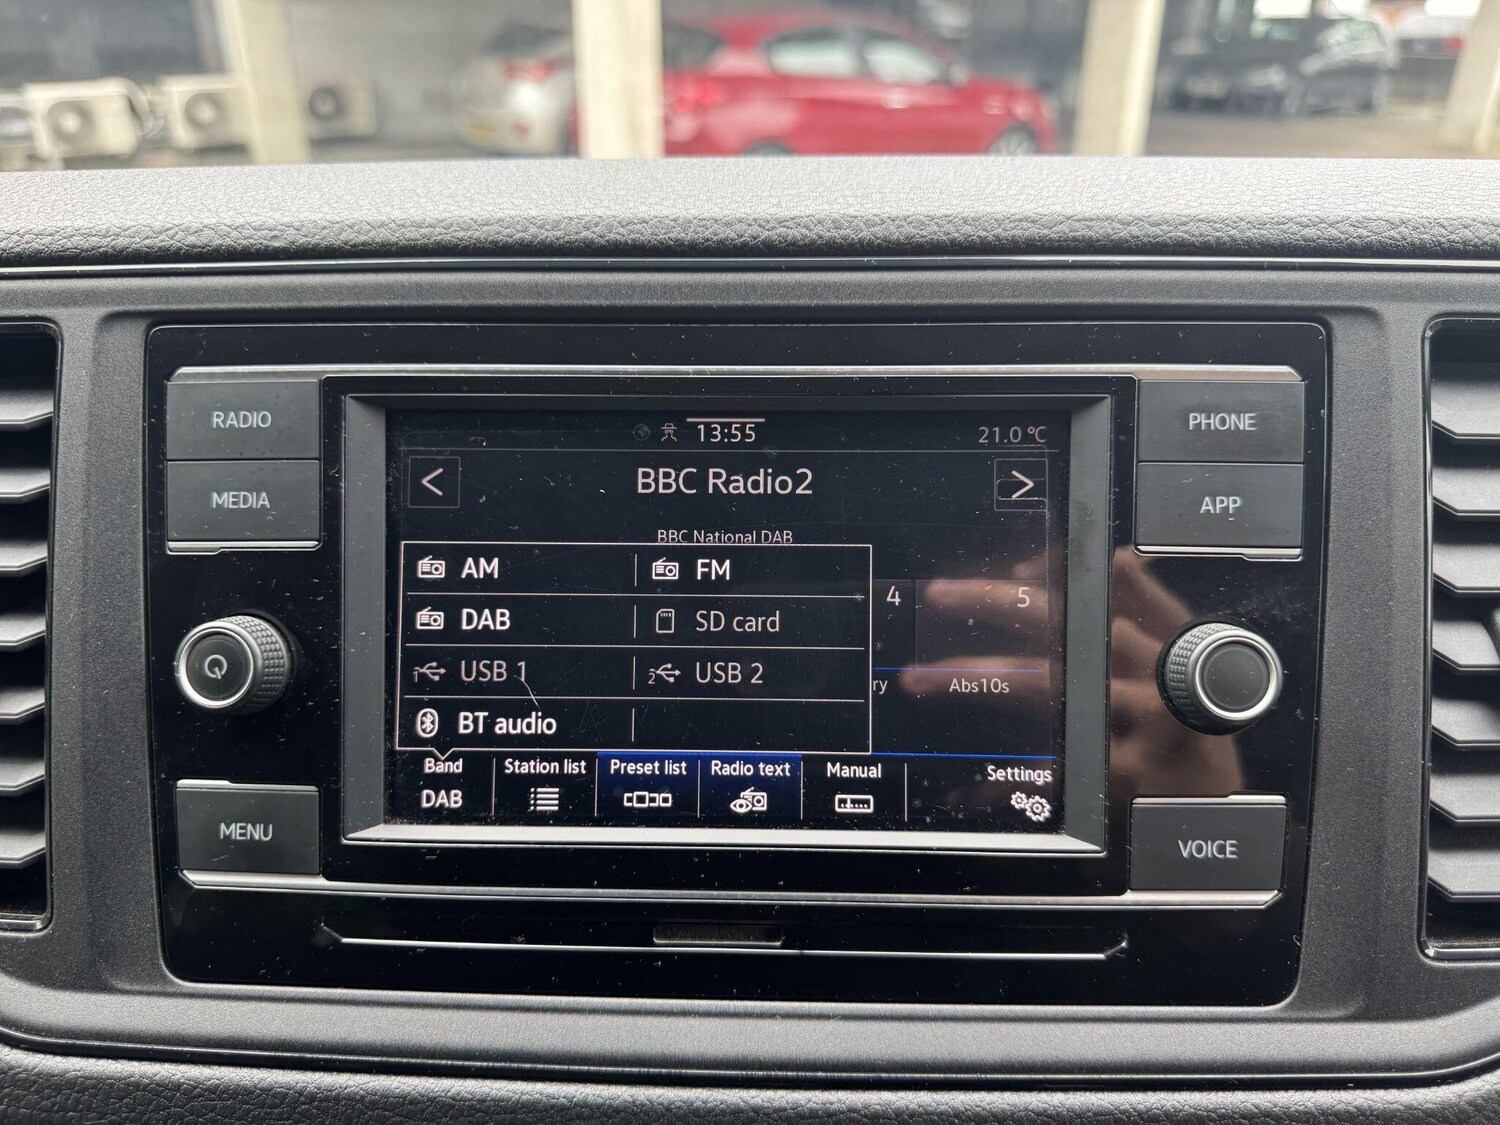 RADIO
MEDIA
MENU
PHONE
APP
VOICE
13:55
21.0 °C
< BBC Radio2 >
BBC National DAB
AM
FM
DAB
SD card
1 USB 1
2 USB 2
BT audio
4
5
ry
Abs10s
Band
DAB
Station list
Preset list
Radio text
Manual
Settings